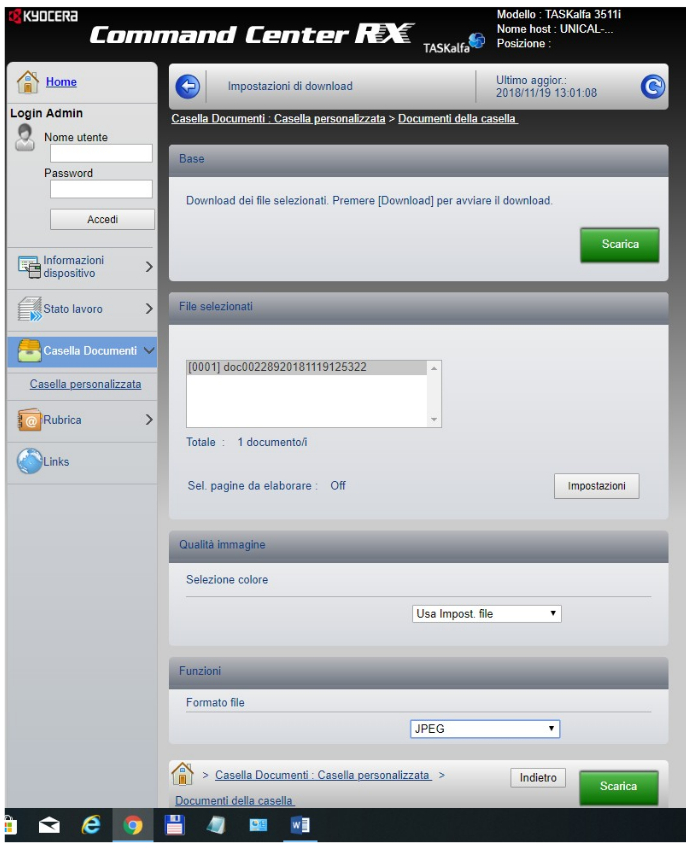 KYOCERA
Command Center RX
TASKalfa
Modello : TASKalfa 3511i
Nome host : UNICAL-...
Posizione :
Home
Login Admin
Nome utente
Password
Accedi
Informazioni
dispositivo
Stato lavoro
Casella Documenti
Casella personalizzata
Rubrica
Links
Impostazioni di download
Ultimo aggior.:
2018/11/19 13:01:08
Casella Documenti : Casella personalizzata > Documenti della casella
Base
Download dei file selezionati. Premere [Download] per avviare il download.
Scarica
File selezionati
[0001] doc00228920181119125322
Totale : 1 documento/i
Sel. pagine da elaborare : Off
Impostazioni
Qualità immagine
Selezione colore
Usa Impost. file
Funzioni
Formato file
JPEG
> Casella Documenti : Casella personalizzata >
Documenti della casella
Indietro
Scarica